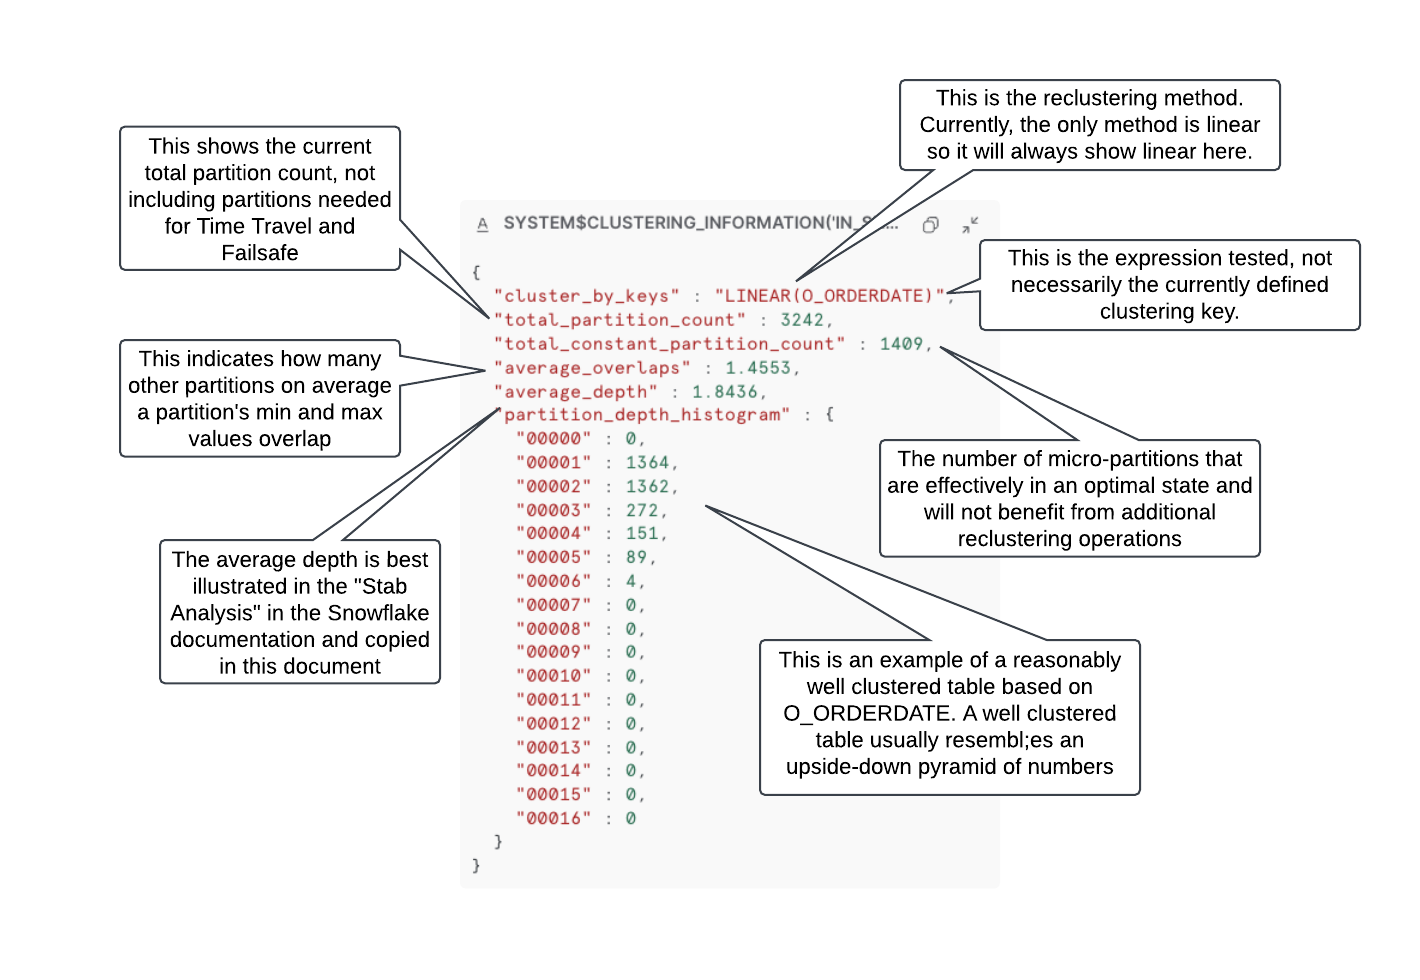 This is the reclustering method.
Currently, the only method is linear
so it will always show linear here.
This shows the current
total partition count, not
including partitions needed
for Time Travel and
Failsafe
A SYSTEM$CLUSTERING_INFORMATION('IN_S...
This is the expression tested, not
necessarily the currently defined
clustering key.
{
"cluster_by_keys" : "LINEAR(O_ORDERDATE)",
"total_partition_count" : 3242,
"total_constant_partition_count" : 1409,
"average_overlaps" : 1.4553,
"average_depth" : 1.8436,
"partition_depth_histogram" : {
"00000" : 0,
"00001" : 1364,
"00002" : 1362,
"00003" : 272,
"00004" : 151,
"00005" : 89,
"00006" : 4,
"00007" : 0,
"00008" : 0,
"00009" : 0,
"00010" : 0,
"00011" : 0,
"00012" : 0,
"00013" : 0,
"00014" : 0,
"00015" : 0,
"00016" : 0
}
}
This indicates how many
other partitions on average
a partition's min and max
values overlap
The number of micro-partitions that
are effectively in an optimal state and
will not benefit from additional
reclustering operations
The average depth is best
illustrated in the "Stab
Analysis" in the Snowflake
documentation and copied
in this document
This is an example of a reasonably
well clustered table based on
O_ORDERDATE. A well clustered
table usually resembl;es an
upside-down pyramid of numbers